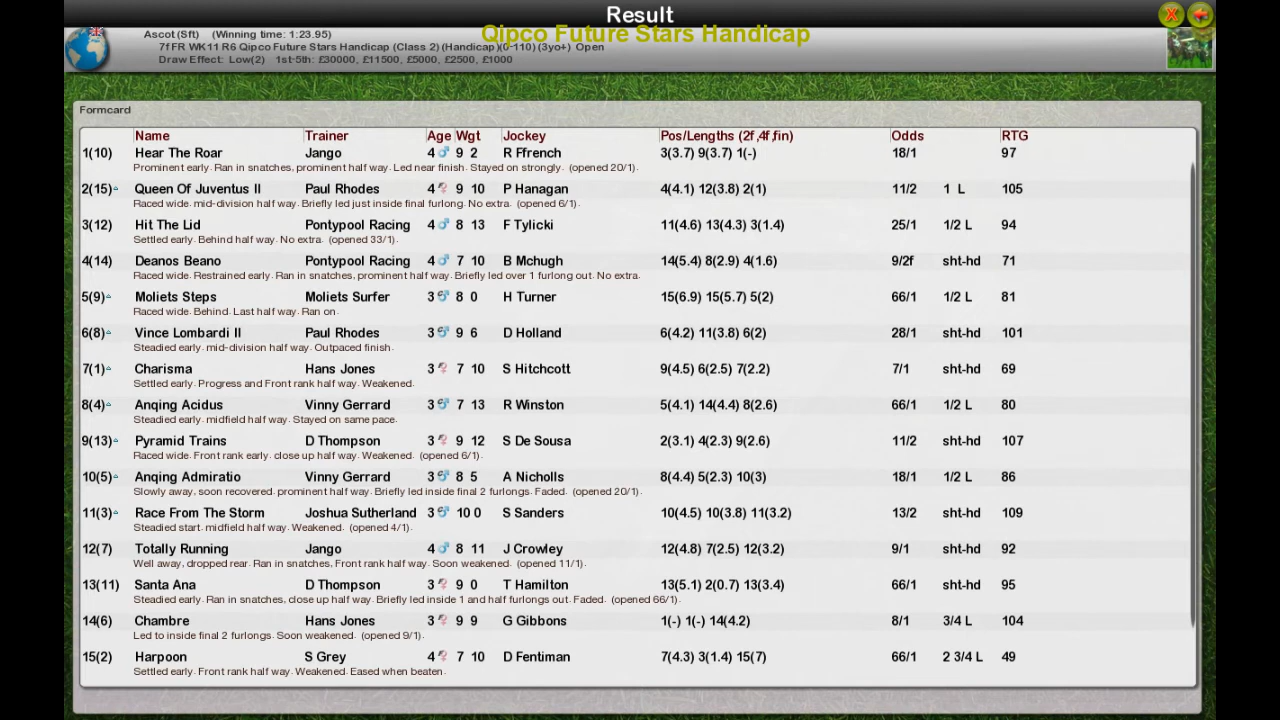 Result
Qipco Future Stars Handicap
Ascot (Sft) (Winning time: 1:23.95)
7f FR WK11 R6 Qipco Future Stars Handicap (Class 2) (Handicap)(0-110) (3yo+) Open
Draw Effect: Low(2) 1st-5th: £30000, £11500, £5000, £2500, £1000
Formcard
Name Trainer Age Wgt Jockey Pos/Lengths (2f,4f,fin) Odds RTG
1(10) Hear The Roar Jango 4 9 2 R Ffrench 3(3.7) 9(3.7) 1(-) 18/1 97
Prominent early. Ran in snatches, prominent half way. Led near finish. Stayed on strongly. (opened 20/1).
2(15) Queen Of Juventus II Paul Rhodes 4 9 10 P Hanagan 4(4.1) 12(3.8) 2(1) 11/2 1 L 105
Raced wide. mid-division half way. Briefly led just inside final furlong. No extra. (opened 6/1).
3(12) Hit The Lid Pontypool Racing 4 8 13 F Tylicki 11(4.6) 13(4.3) 3(1.4) 25/1 1/2 L 94
Settled early. Behind half way. No extra. (opened 33/1).
4(14) Deanos Beano Pontypool Racing 4 7 10 B Mchugh 14(5.4) 8(2.9) 4(1.6) 9/2f sht-hd 71
Raced wide. Restrained early. Ran in snatches, prominent half way. Briefly led over 1 furlong out. No extra.
5(9) Moliets Steps Moliets Surfer 3 8 0 H Turner 15(6.9) 15(5.7) 5(2) 66/1 1/2 L 81
Raced wide. Behind. Last half way. Ran on.
6(8) Vince Lombardi II Paul Rhodes 3 9 6 D Holland 6(4.2) 11(3.8) 6(2) 28/1 sht-hd 101
Steadied early. mid-division half way. Outpaced finish.
7(1) Charisma Hans Jones 3 7 10 S Hitchcott 9(4.5) 6(2.5) 7(2.2) 7/1 sht-hd 69
Settled early. Progress and Front rank half way. Weakened.
8(4) Anqing Acidus Vinny Gerrard 3 7 13 R Winston 5(4.1) 14(4.4) 8(2.6) 66/1 1/2 L 80
Steadied early. midfield half way. Stayed on same pace.
9(13) Pyramid Trains D Thompson 3 9 12 S De Sousa 2(3.1) 4(2.3) 9(2.6) 11/2 sht-hd 107
Raced wide. Front rank early. close up half way. Weakened. (opened 6/1).
10(5) Anqing Admiratio Vinny Gerrard 3 8 5 A Nicholls 8(4.4) 5(2.3) 10(3) 18/1 1/2 L 86
Slowly away, soon recovered. prominent half way. Briefly led inside final 2 furlongs. Faded. (opened 20/1).
11(3) Race From The Storm Joshua Sutherland 3 10 0 S Sanders 10(4.5) 10(3.8) 11(3.2) 13/2 sht-hd 109
Steadied start. midfield half way. Weakened. (opened 4/1).
12(7) Totally Running Jango 4 8 11 J Crowley 12(4.8) 7(2.5) 12(3.2) 9/1 sht-hd 92
Well away, dropped rear. Ran in snatches, Front rank half way. Soon weakened. (opened 11/1).
13(11) Santa Ana D Thompson 3 9 0 T Hamilton 13(5.1) 2(0.7) 13(3.4) 66/1 sht-hd 95
Steadied early. Ran in snatches, close up half way. Briefly led inside 1 and half furlongs out. Faded. (opened 66/1).
14(6) Chambre Hans Jones 3 9 9 G Gibbons 1(-) 1(-) 14(4.2) 8/1 3/4 L 104
Led to inside final 2 furlongs. Soon weakened. (opened 9/1).
15(2) Harpoon S Grey 4 7 10 D Fentiman 7(4.3) 3(1.4) 15(7) 66/1 2 3/4 L 49
Settled early. Front rank half way. Weakened. Eased when beaten.